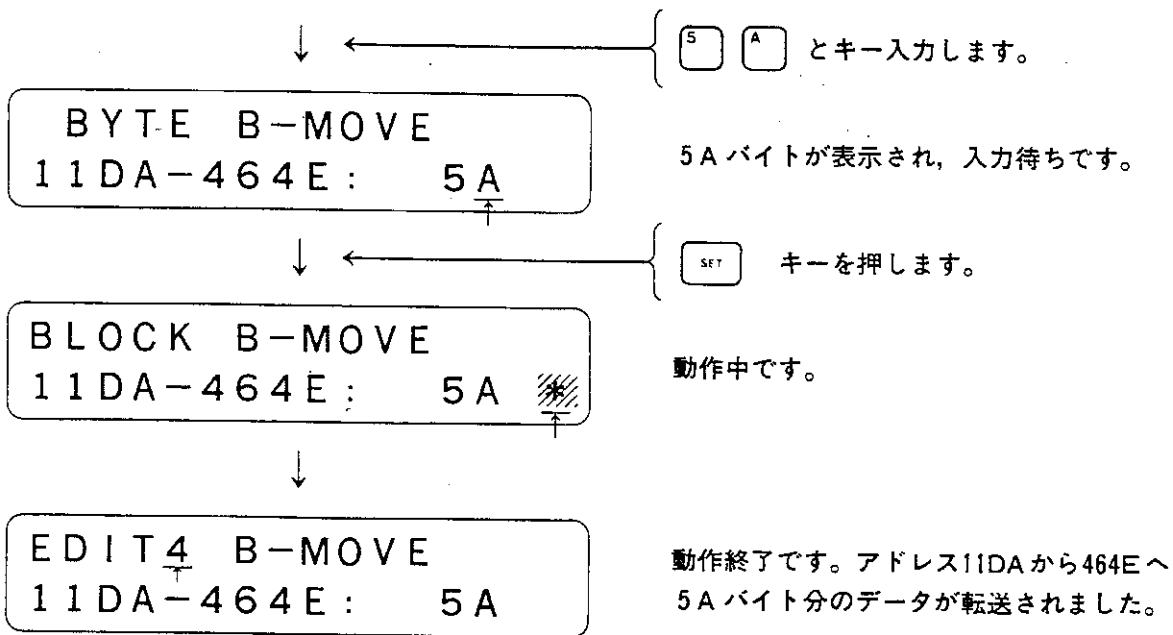 5 A とキー入力します。
BYTE B-MOVE
11DA-464E: 5A
5A バイトが表示され, 入力待ちです。
SET キーを押します。
BLOCK B-MOVE
11DA-464E: 5A *
動作中です。
EDIT4 B-MOVE
11DA-464E: 5A
動作終了です。アドレス11DAから464Eへ
5A バイト分のデータが転送されました。